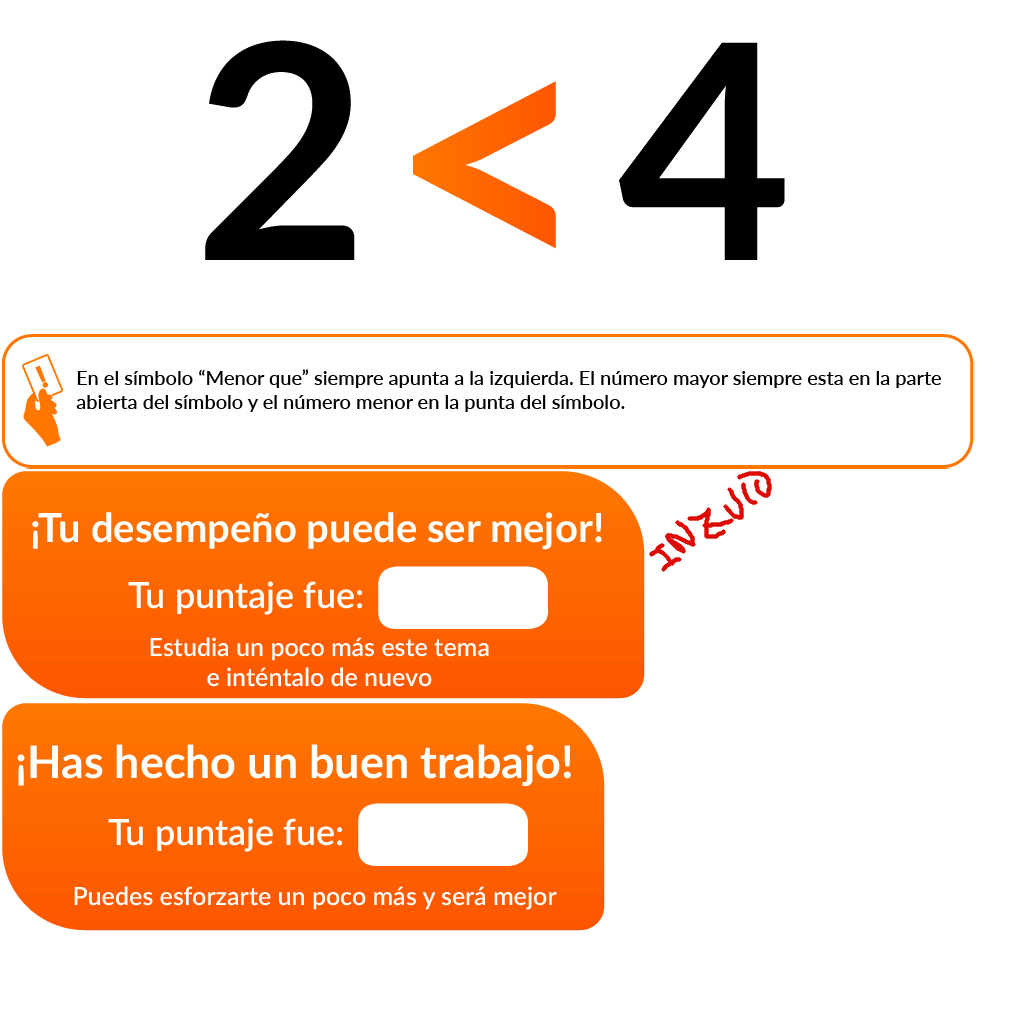 2 < 4
En el símbolo “Menor que” siempre apunta a la izquierda. El número mayor siempre esta en la parte
abierta del símbolo y el número menor en la punta del símbolo.
¡Tu desempeño puede ser mejor!
Tu puntaje fue:
Estudia un poco más este tema
e inténtalo de nuevo
¡Has hecho un buen trabajo!
Tu puntaje fue:
Puedes esforzarte un poco más y será mejor